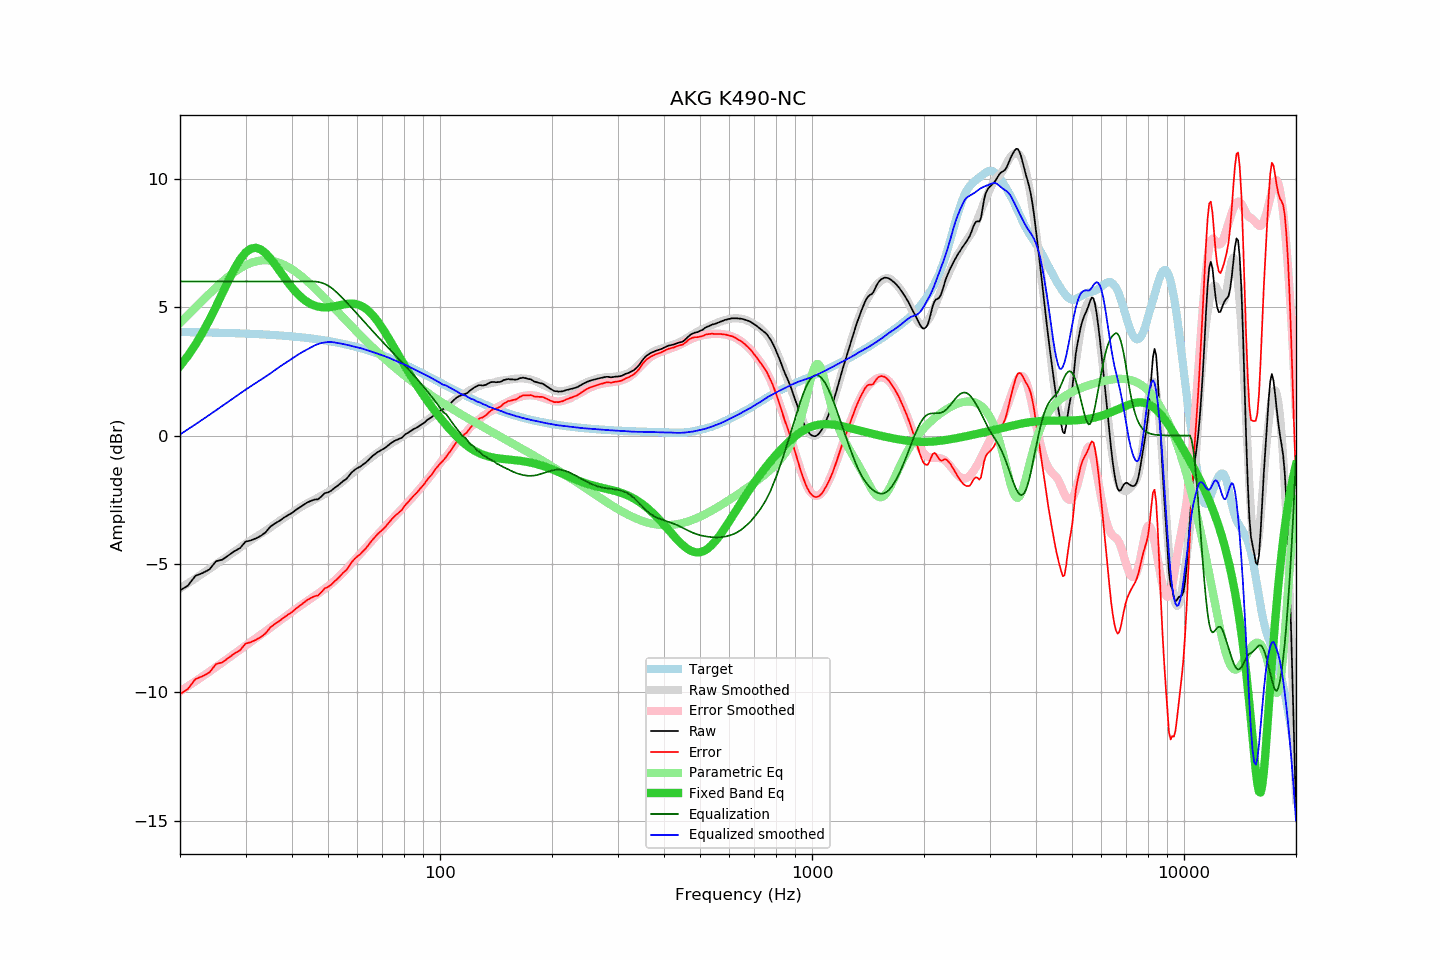 AKG K490-NC
Amplitude (dBr)
10
5
0
−5
−10
−15
Target
Raw Smoothed
Error Smoothed
Raw
Error
Parametric Eq
Fixed Band Eq
Equalization
Equalized smoothed
100
1000
10000
Frequency (Hz)